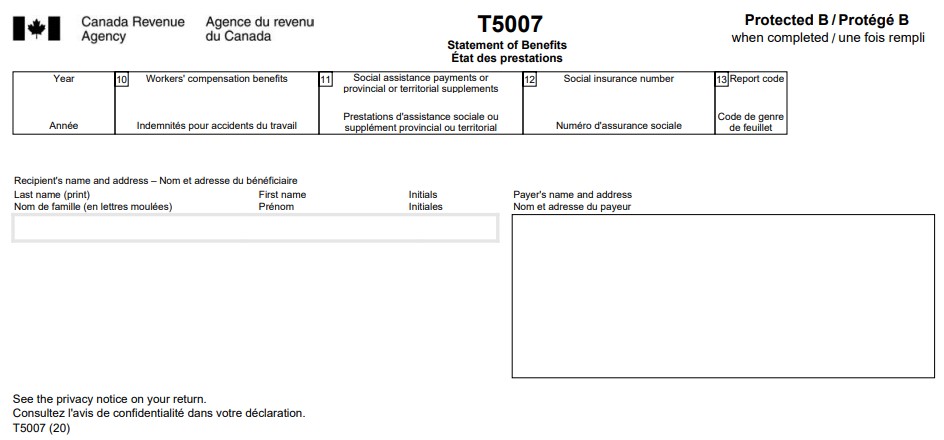 Canada Revenue Agence du revenu
Agency du Canada
T5007
Statement of Benefits
État des prestations
Protected B / Protégé B
when completed / une fois rempli
Year
Année
10 Workers' compensation benefits
Indemnités pour accidents du travail
11 Social assistance payments or
provincial or territorial supplements
Prestations d'assistance sociale ou
supplément provincial ou territorial
12 Social insurance number
Numéro d'assurance sociale
13 Report code
Code de genre
de feuillet
Recipient's name and address – Nom et adresse du bénéficiaire
Last name (print) First name Initials
Nom de famille (en lettres moulées) Prénom Initiales
Payer's name and address
Nom et adresse du payeur
See the privacy notice on your return.
Consultez l'avis de confidentialité dans votre déclaration.
T5007 (20)